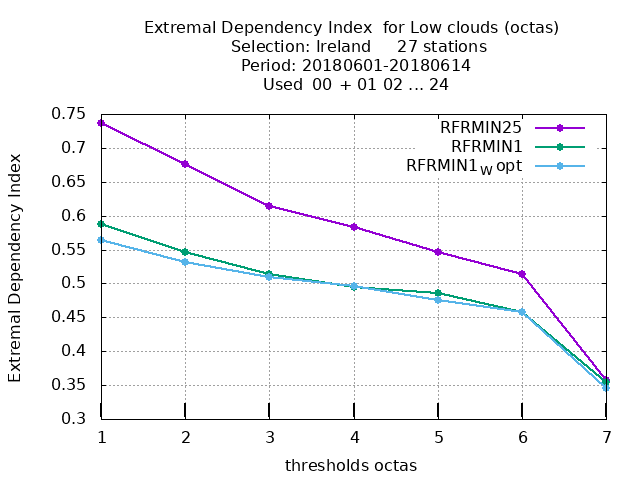 Extremal Dependency Index  for Low clouds (octas)
Selection: Ireland     27 stations
Period: 20180601-20180614
Used  00 + 01 02 ... 24
RFRMIN25
RFRMIN1
RFRMIN1W opt
Extremal Dependency Index
0.75
0.7
0.65
0.6
0.55
0.5
0.45
0.4
0.35
0.3
1 2 3 4 5 6 7
thresholds octas